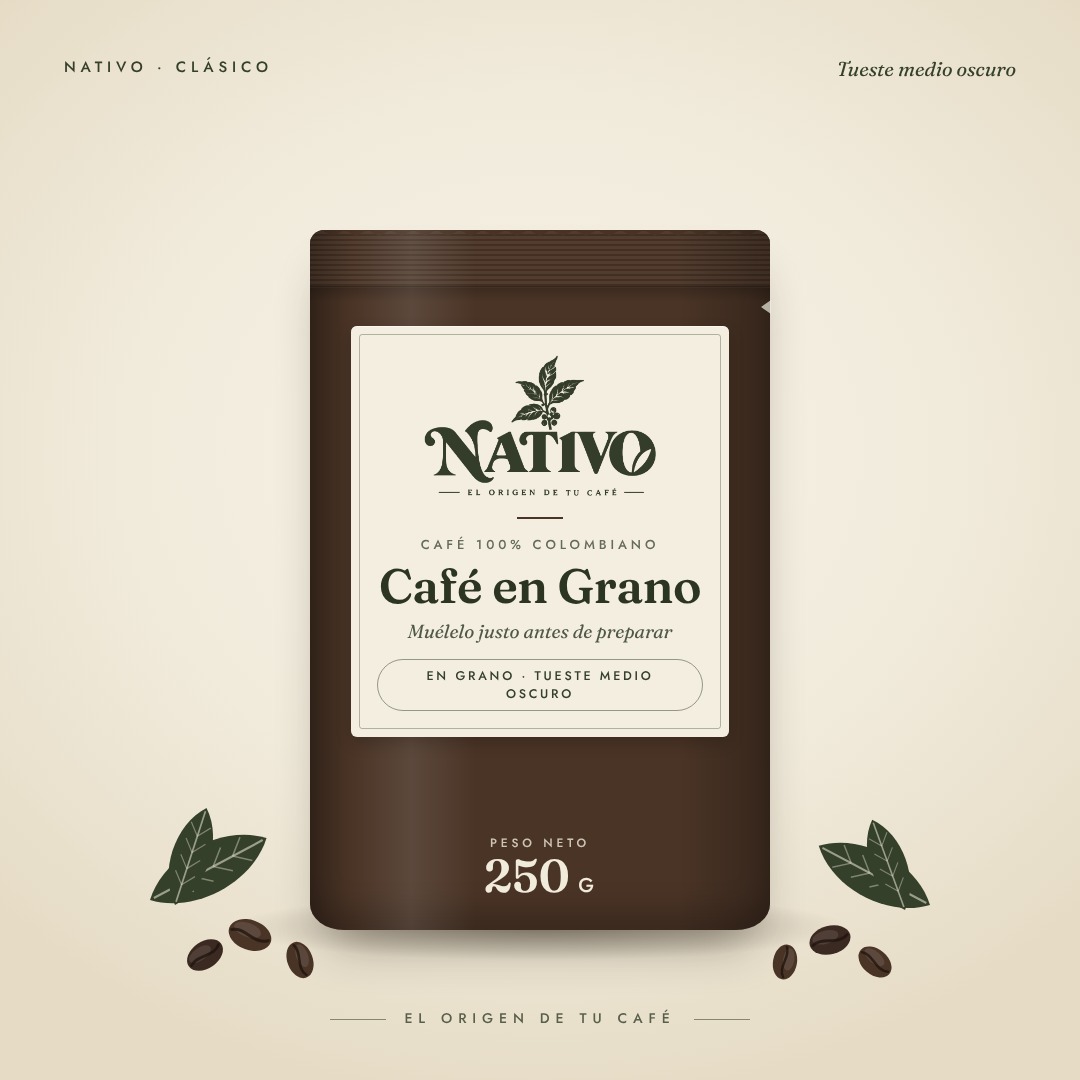 NATIVO · CLÁSICO
Tueste medio oscuro
NATIVO
EL ORIGEN DE TU CAFÉ
CAFÉ 100% COLOMBIANO
Café en Grano
Muélelo justo antes de preparar
EN GRANO · TUESTE MEDIO
OSCURO
PESO NETO
250 G
EL ORIGEN DE TU CAFÉ